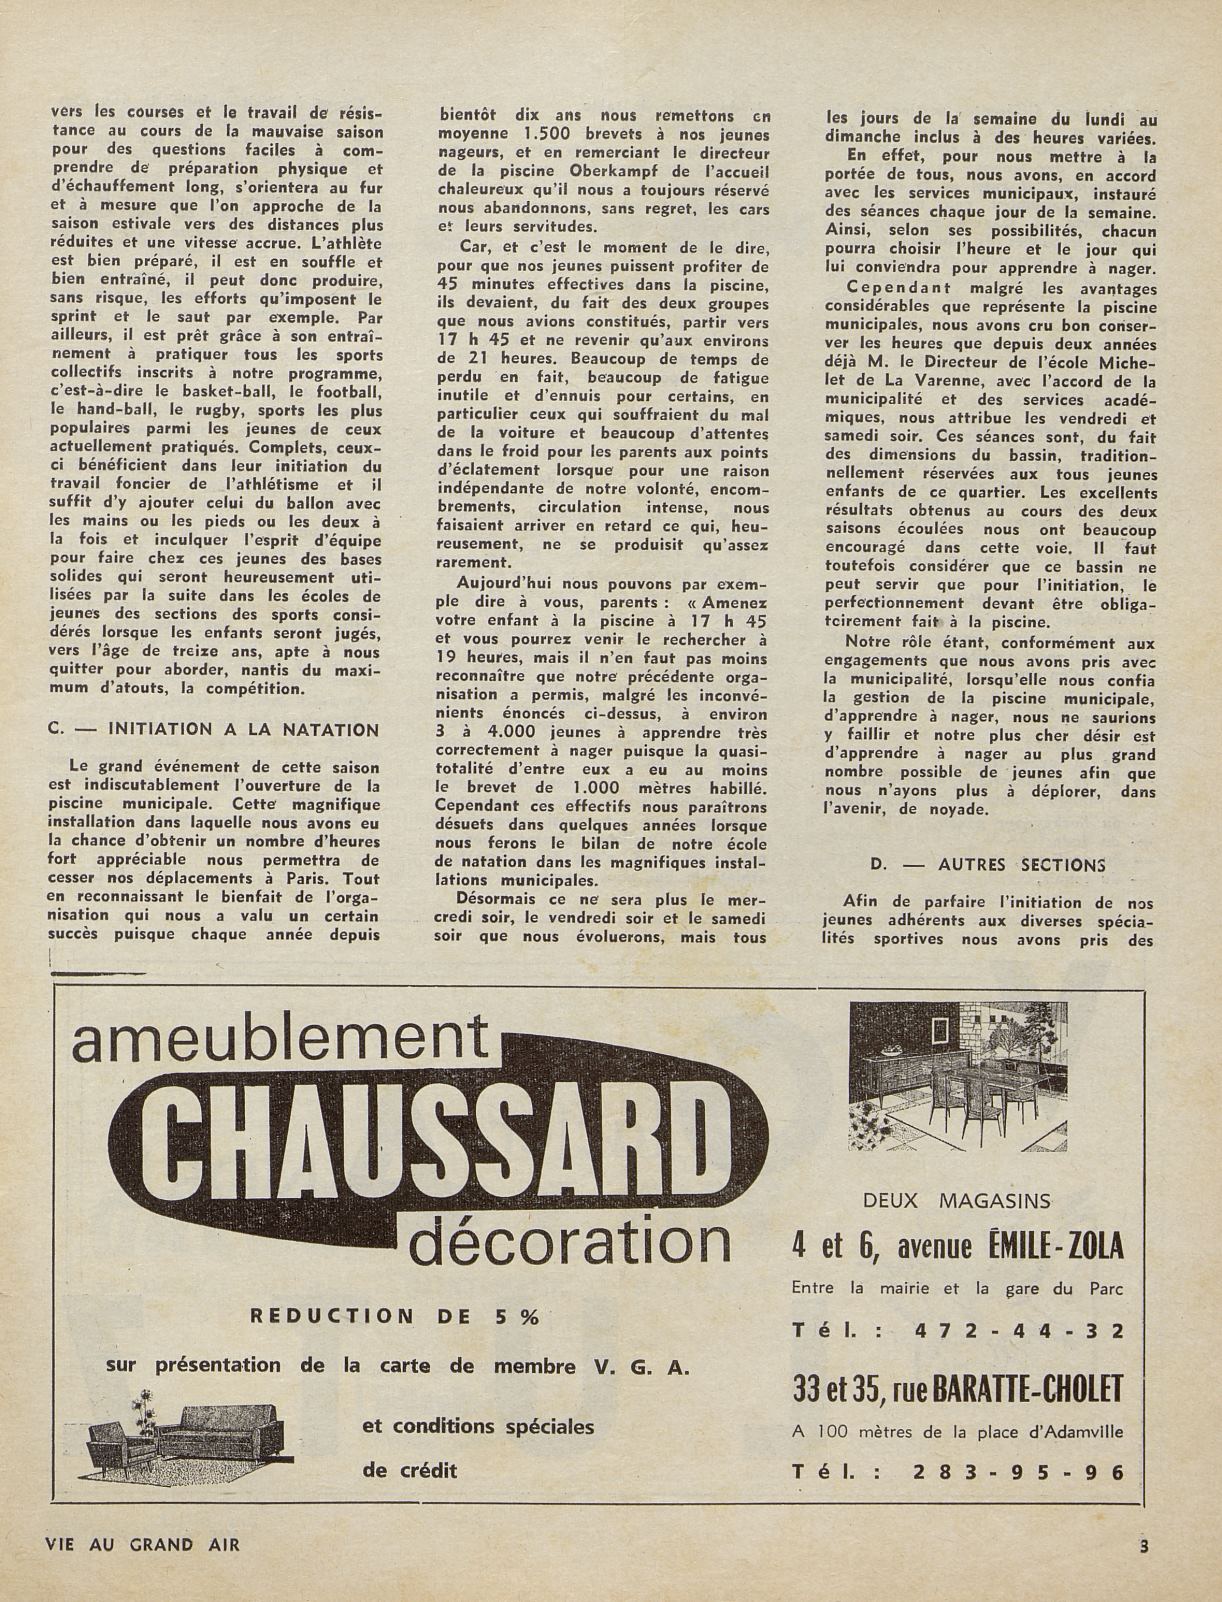 vers les courses et le travail de résis-
tance au cours de la mauvaise saison
pour des questions faciles à com-
prendre de préparation physique et
d'échauffement long, s'orientera au fur
et à mesure que l'on approche de la
saison estivale vers des distances plus
réduites et une vitesse accrue. L'athlète
est bien préparé, il est en souffle et
bien entraîné, il peut donc produire,
sans risque, les efforts qu'imposent le
sprint et le saut par exemple. Par
ailleurs, il est prêt grâce à son entraî-
nement à pratiquer tous les sports
collectifs inscrits à notre programme,
c'est-à-dire le basket-ball, le football,
le hand-ball, le rugby, sports les plus
populaires parmi les jeunes de ceux
actuellement pratiqués. Complets, ceux-
ci bénéficient dans leur initiation du
travail foncier de l'athlétisme et il
suffit d'y ajouter celui du ballon avec
les mains ou les pieds ou les deux à
la fois et inculquer l'esprit d'équipe
pour faire chez ces jeunes des bases
solides qui seront heureusement uti-
lisées par la suite dans les écoles de
jeunes des sections des sports consi-
dérés lorsque les enfants seront jugés,
vers l'âge de treize ans, apte à nous
quitter pour aborder, nantis du maxi-
mum d'atouts, la compétition.
C. — INITIATION A LA NATATION
Le grand événement de cette saison
est indiscutablement l'ouverture de la
piscine municipale. Cette magnifique
installation dans laquelle nous avons eu
la chance d'obtenir un nombre d'heures
fort appréciable nous permettra de
cesser nos déplacements à Paris. Tout
en reconnaissant le bienfait de l'orga-
nisation qui nous a valu un certain
succès puisque chaque année depuis
bientôt dix ans nous remettons en
moyenne 1.500 brevets à nos jeunes
nageurs, et en remerciant le directeur
de la piscine Oberkampf de l'accueil
chaleureux qu'il nous a toujours réservé
nous abandonnons, sans regret, les cars
et leurs servitudes.
Car, et c'est le moment de le dire,
pour que nos jeunes puissent profiter de
45 minutes effectives dans la piscine,
ils devaient, du fait des deux groupes
que nous avions constitués, partir vers
17 h 45 et ne revenir qu'aux environs
de 21 heures. Beaucoup de temps de
perdu en fait, beaucoup de fatigue
inutile et d'ennuis pour certains, en
particulier ceux qui souffraient du mal
de la voiture et beaucoup d'attentes
dans le froid pour les parents aux points
d'éclatement lorsque pour une raison
indépendante de notre volonté, encom-
brements, circulation intense, nous
faisaient arriver en retard ce qui, heu-
reusement, ne se produisit qu'assez
rarement.
Aujourd'hui nous pouvons par exem-
ple dire à vous, parents : « Amenez
votre enfant à la piscine à 17 h 45
et vous pourrez venir le rechercher à
19 heures, mais il n'en faut pas moins
reconnaître que notre précédente orga-
nisation a permis, malgré les inconvé-
nients énoncés ci-dessus, à environ
3 à 4.000 jeunes à apprendre très
correctement à nager puisque la quasi-
totalité d'entre eux a eu au moins
le brevet de 1.000 mètres habillé.
Cependant ces effectifs nous paraîtrons
désuets dans quelques années lorsque
nous ferons le bilan de notre école
de natation dans les magnifiques instal-
lations municipales.
Désormais ce ne sera plus le mer-
credi soir, le vendredi soir et le samedi
soir que nous évoluerons, mais tous
les jours de la semaine du lundi au
dimanche inclus à des heures variées.
En effet, pour nous mettre à la
portée de tous, nous avons, en accord
avec les services municipaux, instauré
des séances chaque jour de la semaine.
Ainsi, selon ses possibilités, chacun
pourra choisir l'heure et le jour qui
lui conviendra pour apprendre à nager.
Cependant malgré les avantages
considérables que représente la piscine
municipales, nous avons cru bon conser-
ver les heures que depuis deux années
déjà M. le Directeur de l'école Miche-
let de La Varenne, avec l'accord de la
municipalité et des services acadé-
miques, nous attribue les vendredi et
samedi soir. Ces séances sont, du fait
des dimensions du bassin, tradition-
nellement réservées aux tous jeunes
enfants de ce quartier. Les excellents
résultats obtenus au cours des deux
saisons écoulées nous ont beaucoup
encouragé dans cette voie. Il faut
toutefois considérer que ce bassin ne
peut servir que pour l'initiation, le
perfectionnement devant être obliga-
toirement fait à la piscine.
Notre rôle étant, conformément aux
engagements que nous avons pris avec
la municipalité, lorsqu'elle nous confia
la gestion de la piscine municipale,
d'apprendre à nager, nous ne saurions
y faillir et notre plus cher désir est
d'apprendre à nager au plus grand
nombre possible de jeunes afin que
nous n'ayons plus à déplorer, dans
l'avenir, de noyade.
D. — AUTRES SECTIONS
Afin de parfaire l'initiation de nos
jeunes adhérents aux diverses spécia-
lités sportives nous avons pris des
ameublement
CHAUSSARD
décoration
REDUCTION DE 5 %
sur présentation de la carte de membre V. G. A.
et conditions spéciales
de crédit
DEUX MAGASINS
4 et 6, avenue ÉMILE-ZOLA
Entre la mairie et la gare du Parc
Tél. : 472-44-32
33 et 35, rue BARATTE-CHOLET
A 100 mètres de la place d'Adamville
Tél. : 283-95-96
VIE AU GRAND AIR
3